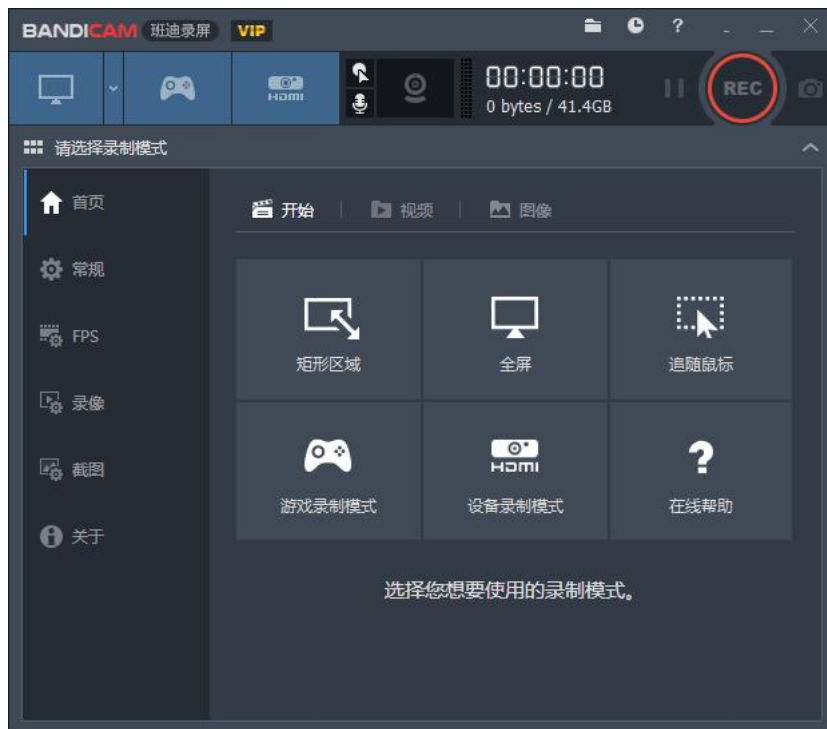 BANDICAM 班迪录屏 VIP ?
HDMI 00:00:00 REC
0 bytes / 41.4GB
请选择录制模式
首页
开始 视频 图像
常规
FPS
录像
截图
关于
矩形区域 全屏 追随鼠标
HDMI ?
游戏录制模式 设备录制模式 在线帮助
选择您想要使用的录制模式。